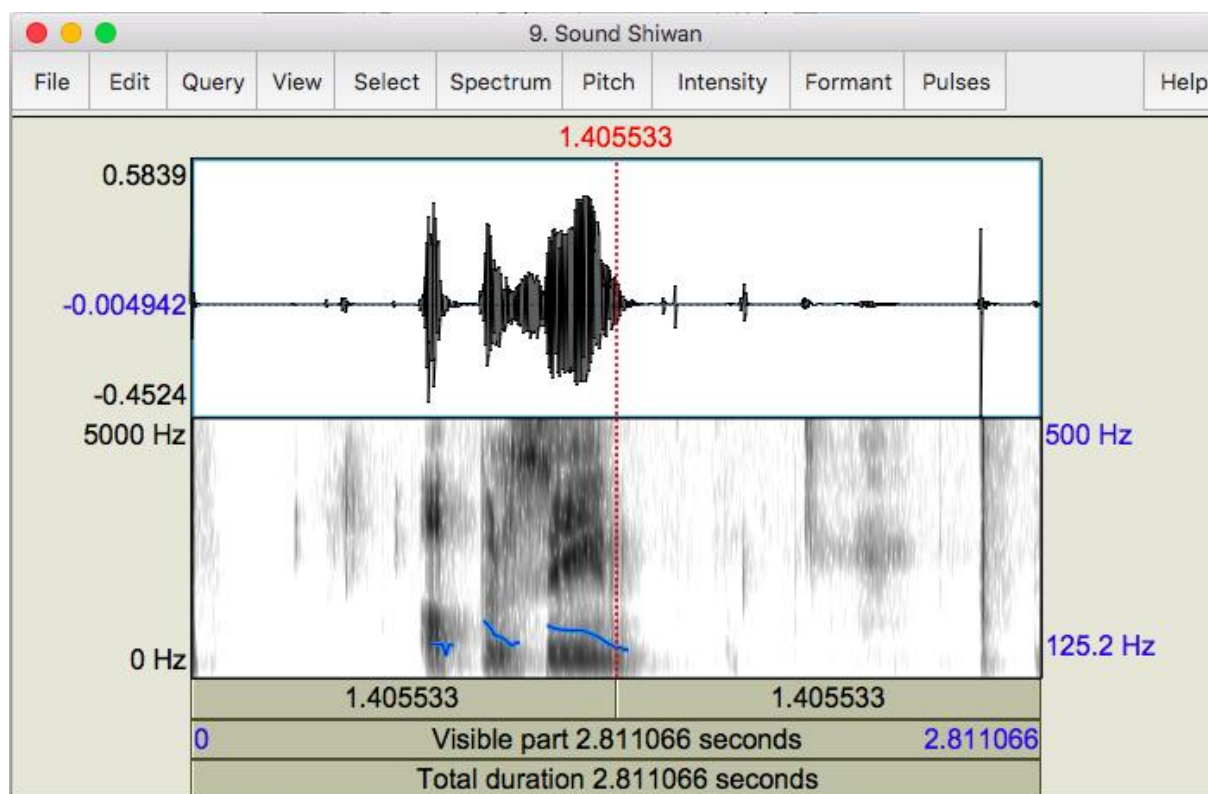 9. Sound Shiwan
File Edit Query View Select Spectrum Pitch Intensity Formant Pulses Help
1.405533
0.5839
-0.004942
-0.4524
5000 Hz 500 Hz
0 Hz 125.2 Hz
1.405533 1.405533
0 Visible part 2.811066 seconds 2.811066
Total duration 2.811066 seconds